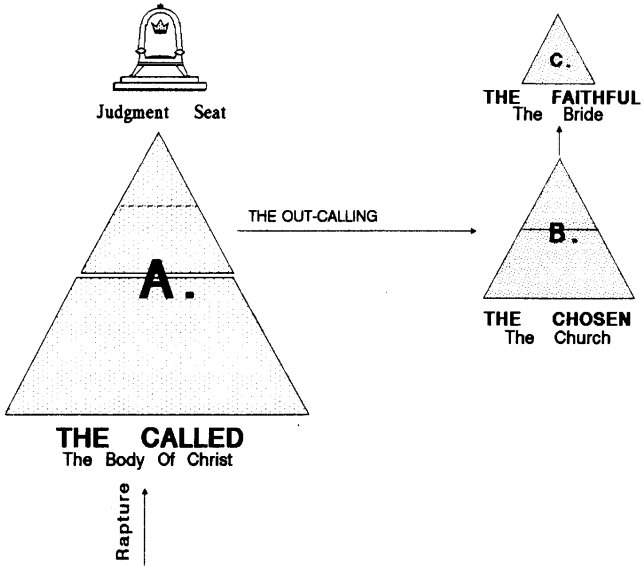 Judgment Seat
A.
THE CALLED
The Body Of Christ
Rapture
THE OUT-CALLING
C.
THE FAITHFUL
The Bride
B.
THE CHOSEN
The Church